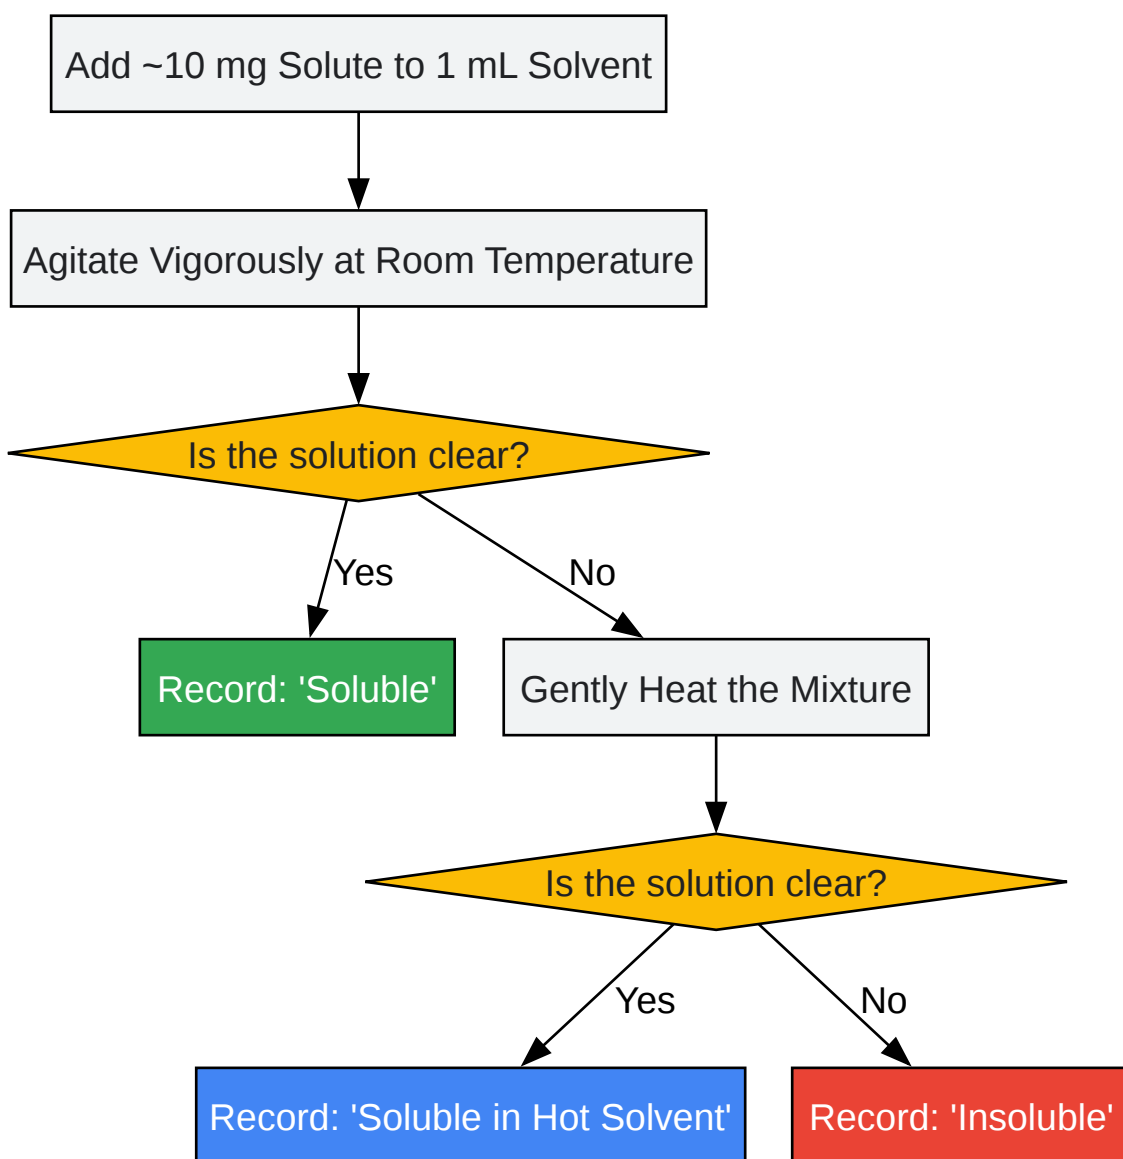 Add ~10 mg Solute to 1 mL Solvent
Agitate Vigorously at Room Temperature
Is the solution clear?
Yes
No
Record: 'Soluble'
Gently Heat the Mixture
Is the solution clear?
Yes
No
Record: 'Soluble in Hot Solvent'
Record: 'Insoluble'